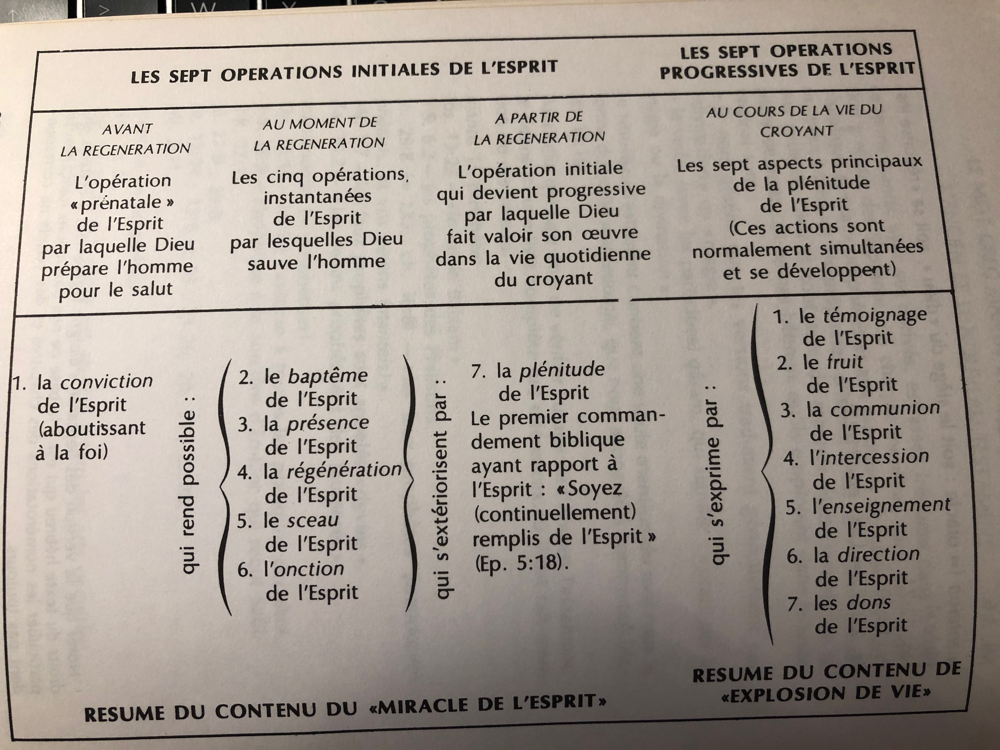 LES SEPT OPERATIONS INITIALES DE L'ESPRIT
LES SEPT OPERATIONS
PROGRESSIVES DE L'ESPRIT
AVANT
LA REGENERATION
L'opération
« prénatale »
de l'Esprit
par laquelle Dieu
prépare l'homme
pour le salut
AU MOMENT DE
LA REGENERATION
Les cinq opérations,
instantanées
de l'Esprit
par lesquelles Dieu
sauve l'homme
A PARTIR DE
LA REGENERATION
L'opération initiale
qui devient progressive
par laquelle Dieu
fait valoir son œuvre
dans la vie quotidienne
du croyant
AU COURS DE LA VIE DU
CROYANT
Les sept aspects principaux
de la plénitude
de l'Esprit
(Ces actions sont
normalement simultanées
et se développent)
1. la conviction
de l'Esprit
(aboutissant
à la foi)
qui rend possible :
2. le baptême
de l'Esprit
3. la présence
de l'Esprit
4. la régénération
de l'Esprit
5. le sceau
de l'Esprit
6. l'onction
de l'Esprit
qui s'extériorisent par :
7. la plénitude
de l'Esprit
Le premier comman-
dement biblique
ayant rapport à
l'Esprit : «Soyez
(continuellement)
remplis de l'Esprit»
(Ep. 5:18).
qui s'exprime par :
1. le témoignage
de l'Esprit
2. le fruit
de l'Esprit
3. la communion
de l'Esprit
4. l'intercession
de l'Esprit
5. l'enseignement
de l'Esprit
6. la direction
de l'Esprit
7. les dons
de l'Esprit
RESUME DU CONTENU DU «MIRACLE DE L'ESPRIT»
RESUME DU CONTENU DE
«EXPLOSION DE VIE»